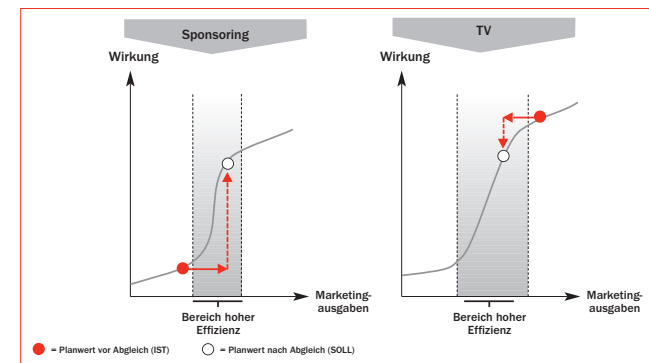 Sponsoring
TV
Wirkung
Wirkung
Marketing-
ausgaben
Marketing-
ausgaben
Bereich hoher
Effizienz
Bereich hoher
Effizienz
= Planwert vor Abgleich (IST)
= Planwert nach Abgleich (SOLL)